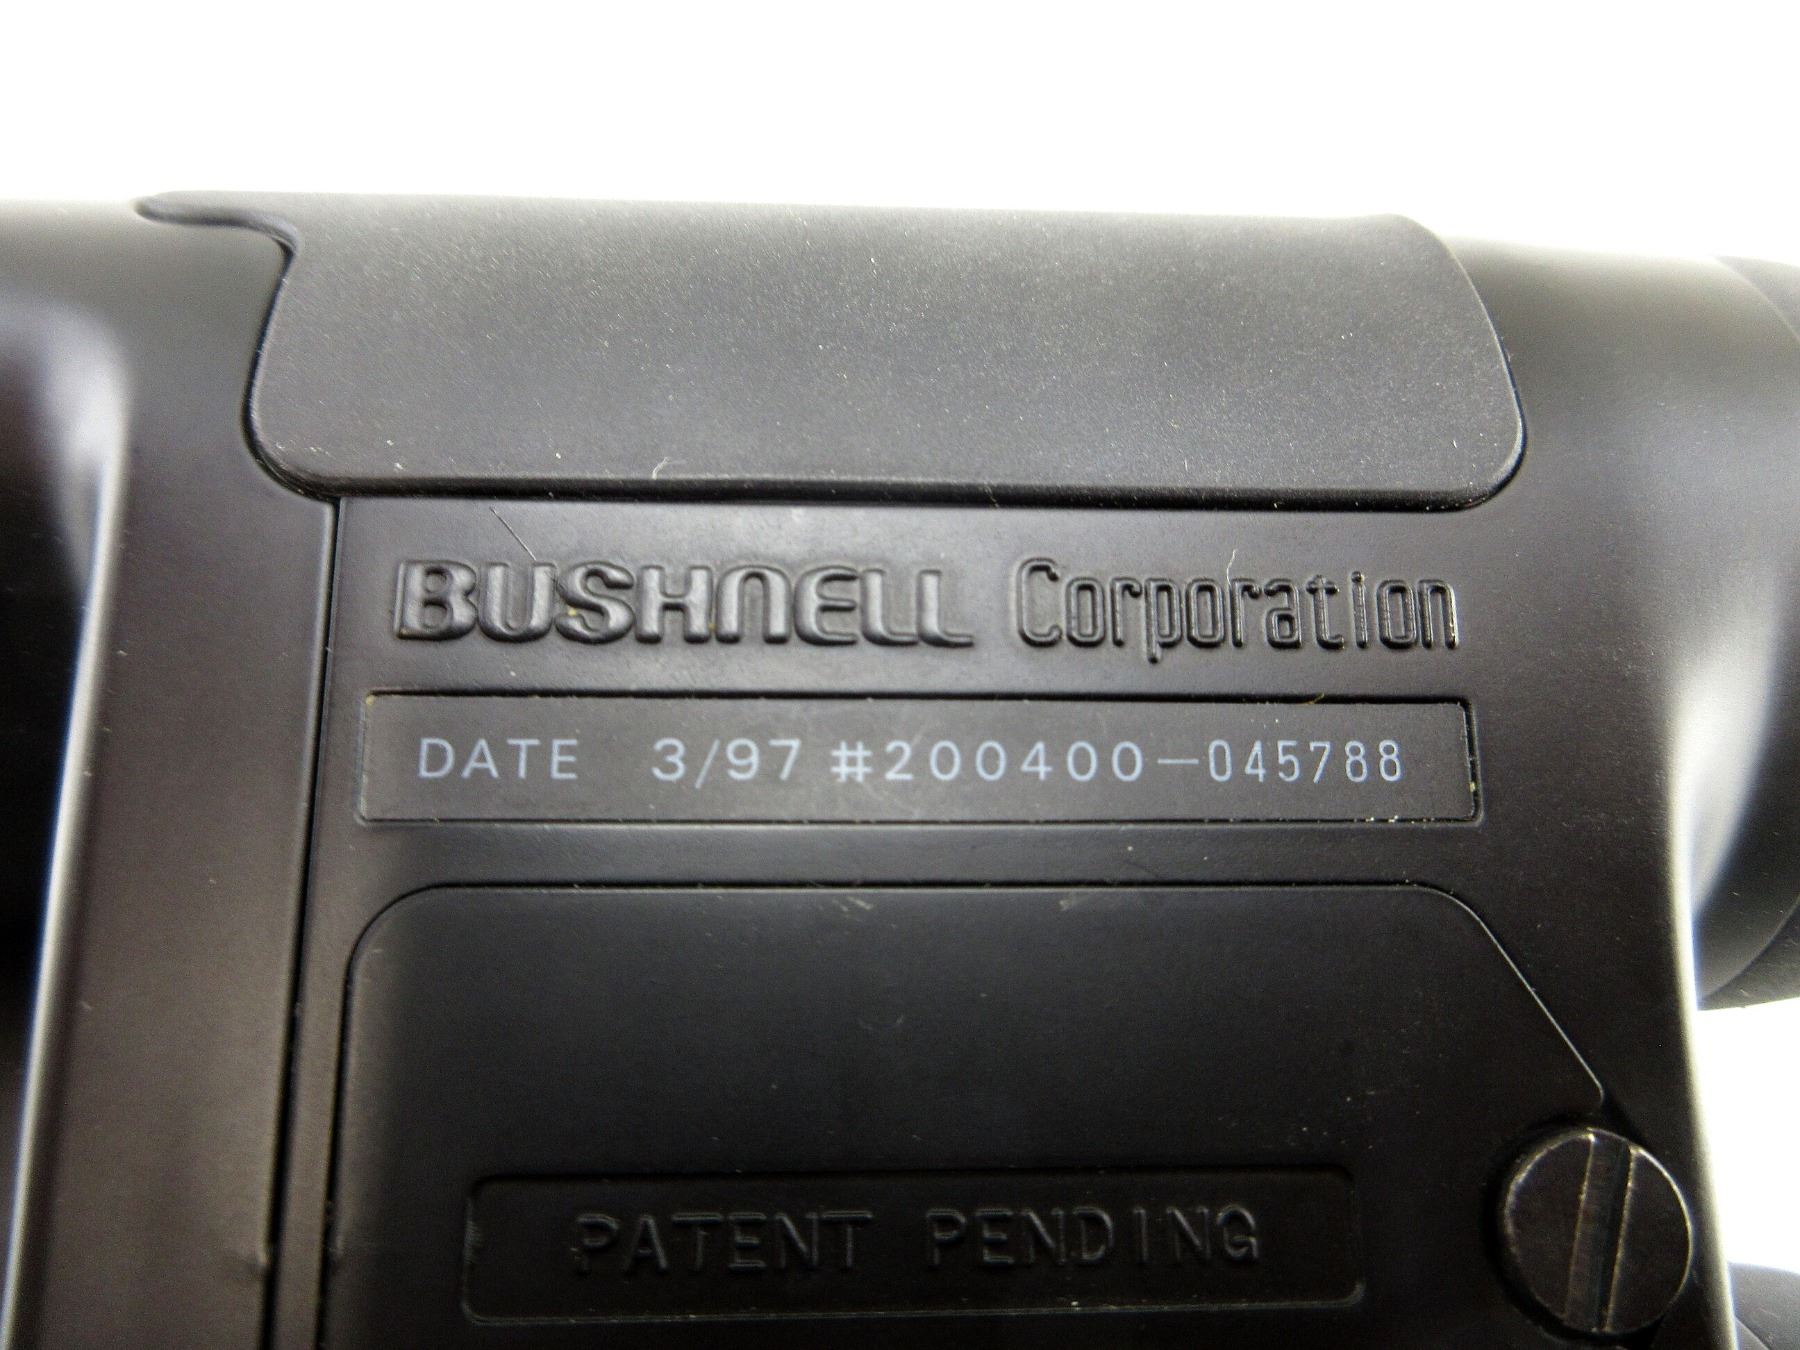 BUSHNELL Corporation
DATE 3/97 #200400-045788
PATENT PENDING